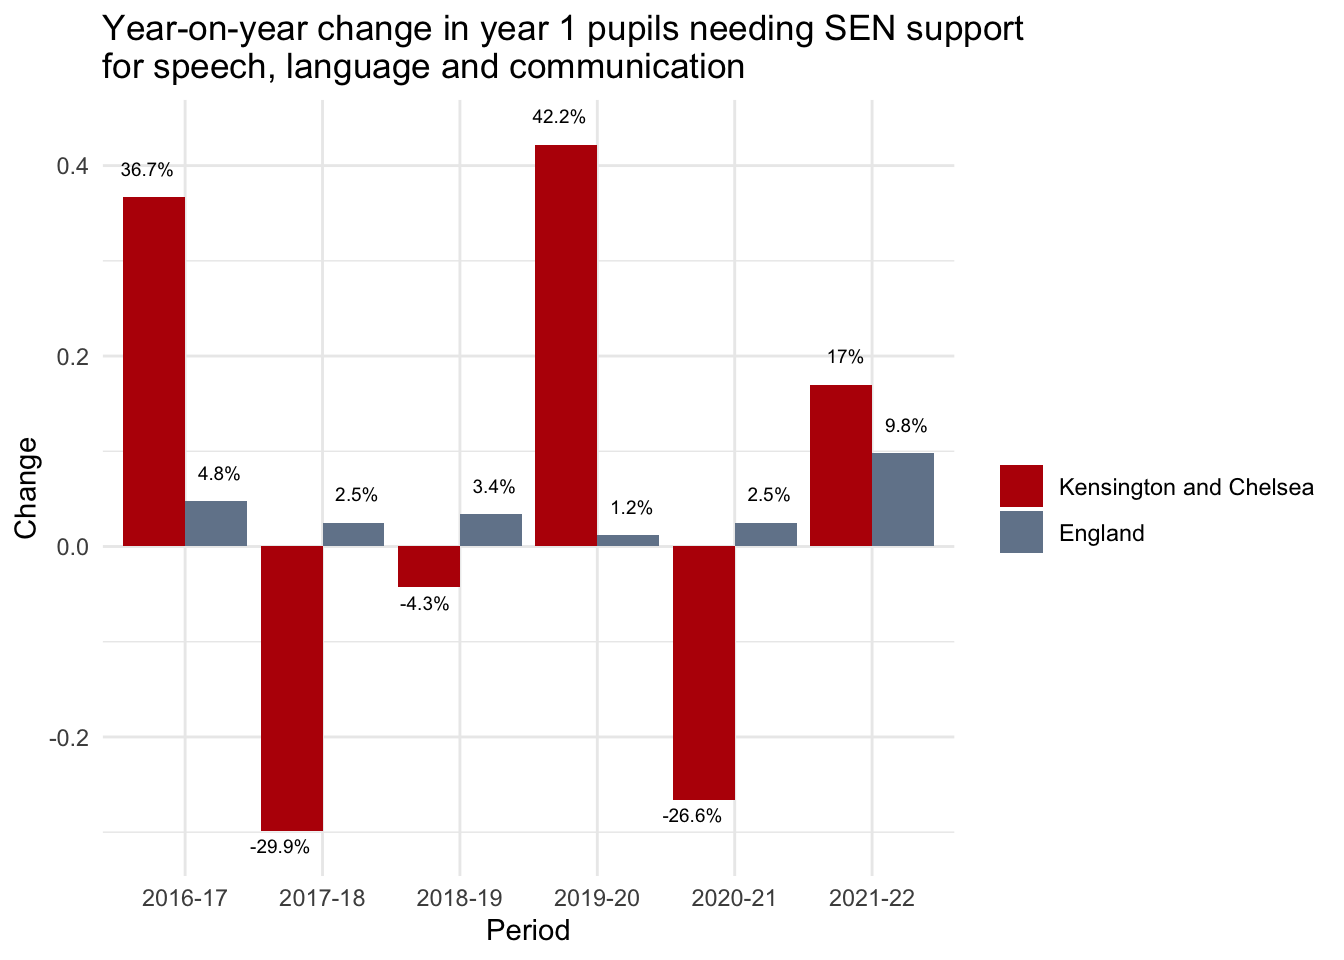 Year-on-year change in year 1 pupils needing SEN support
for speech, language and communication
42.2%
0.4
36.7%
0.2
17%
9.8%
4.8%
2.5%
3.4%
1.2%
2.5%
Change
Kensington and Chelsea
England
0.0
-4.3%
-0.2
-26.6%
-29.9%
2016-17 2017-18 2018-19 2019-20 2020-21 2021-22
Period